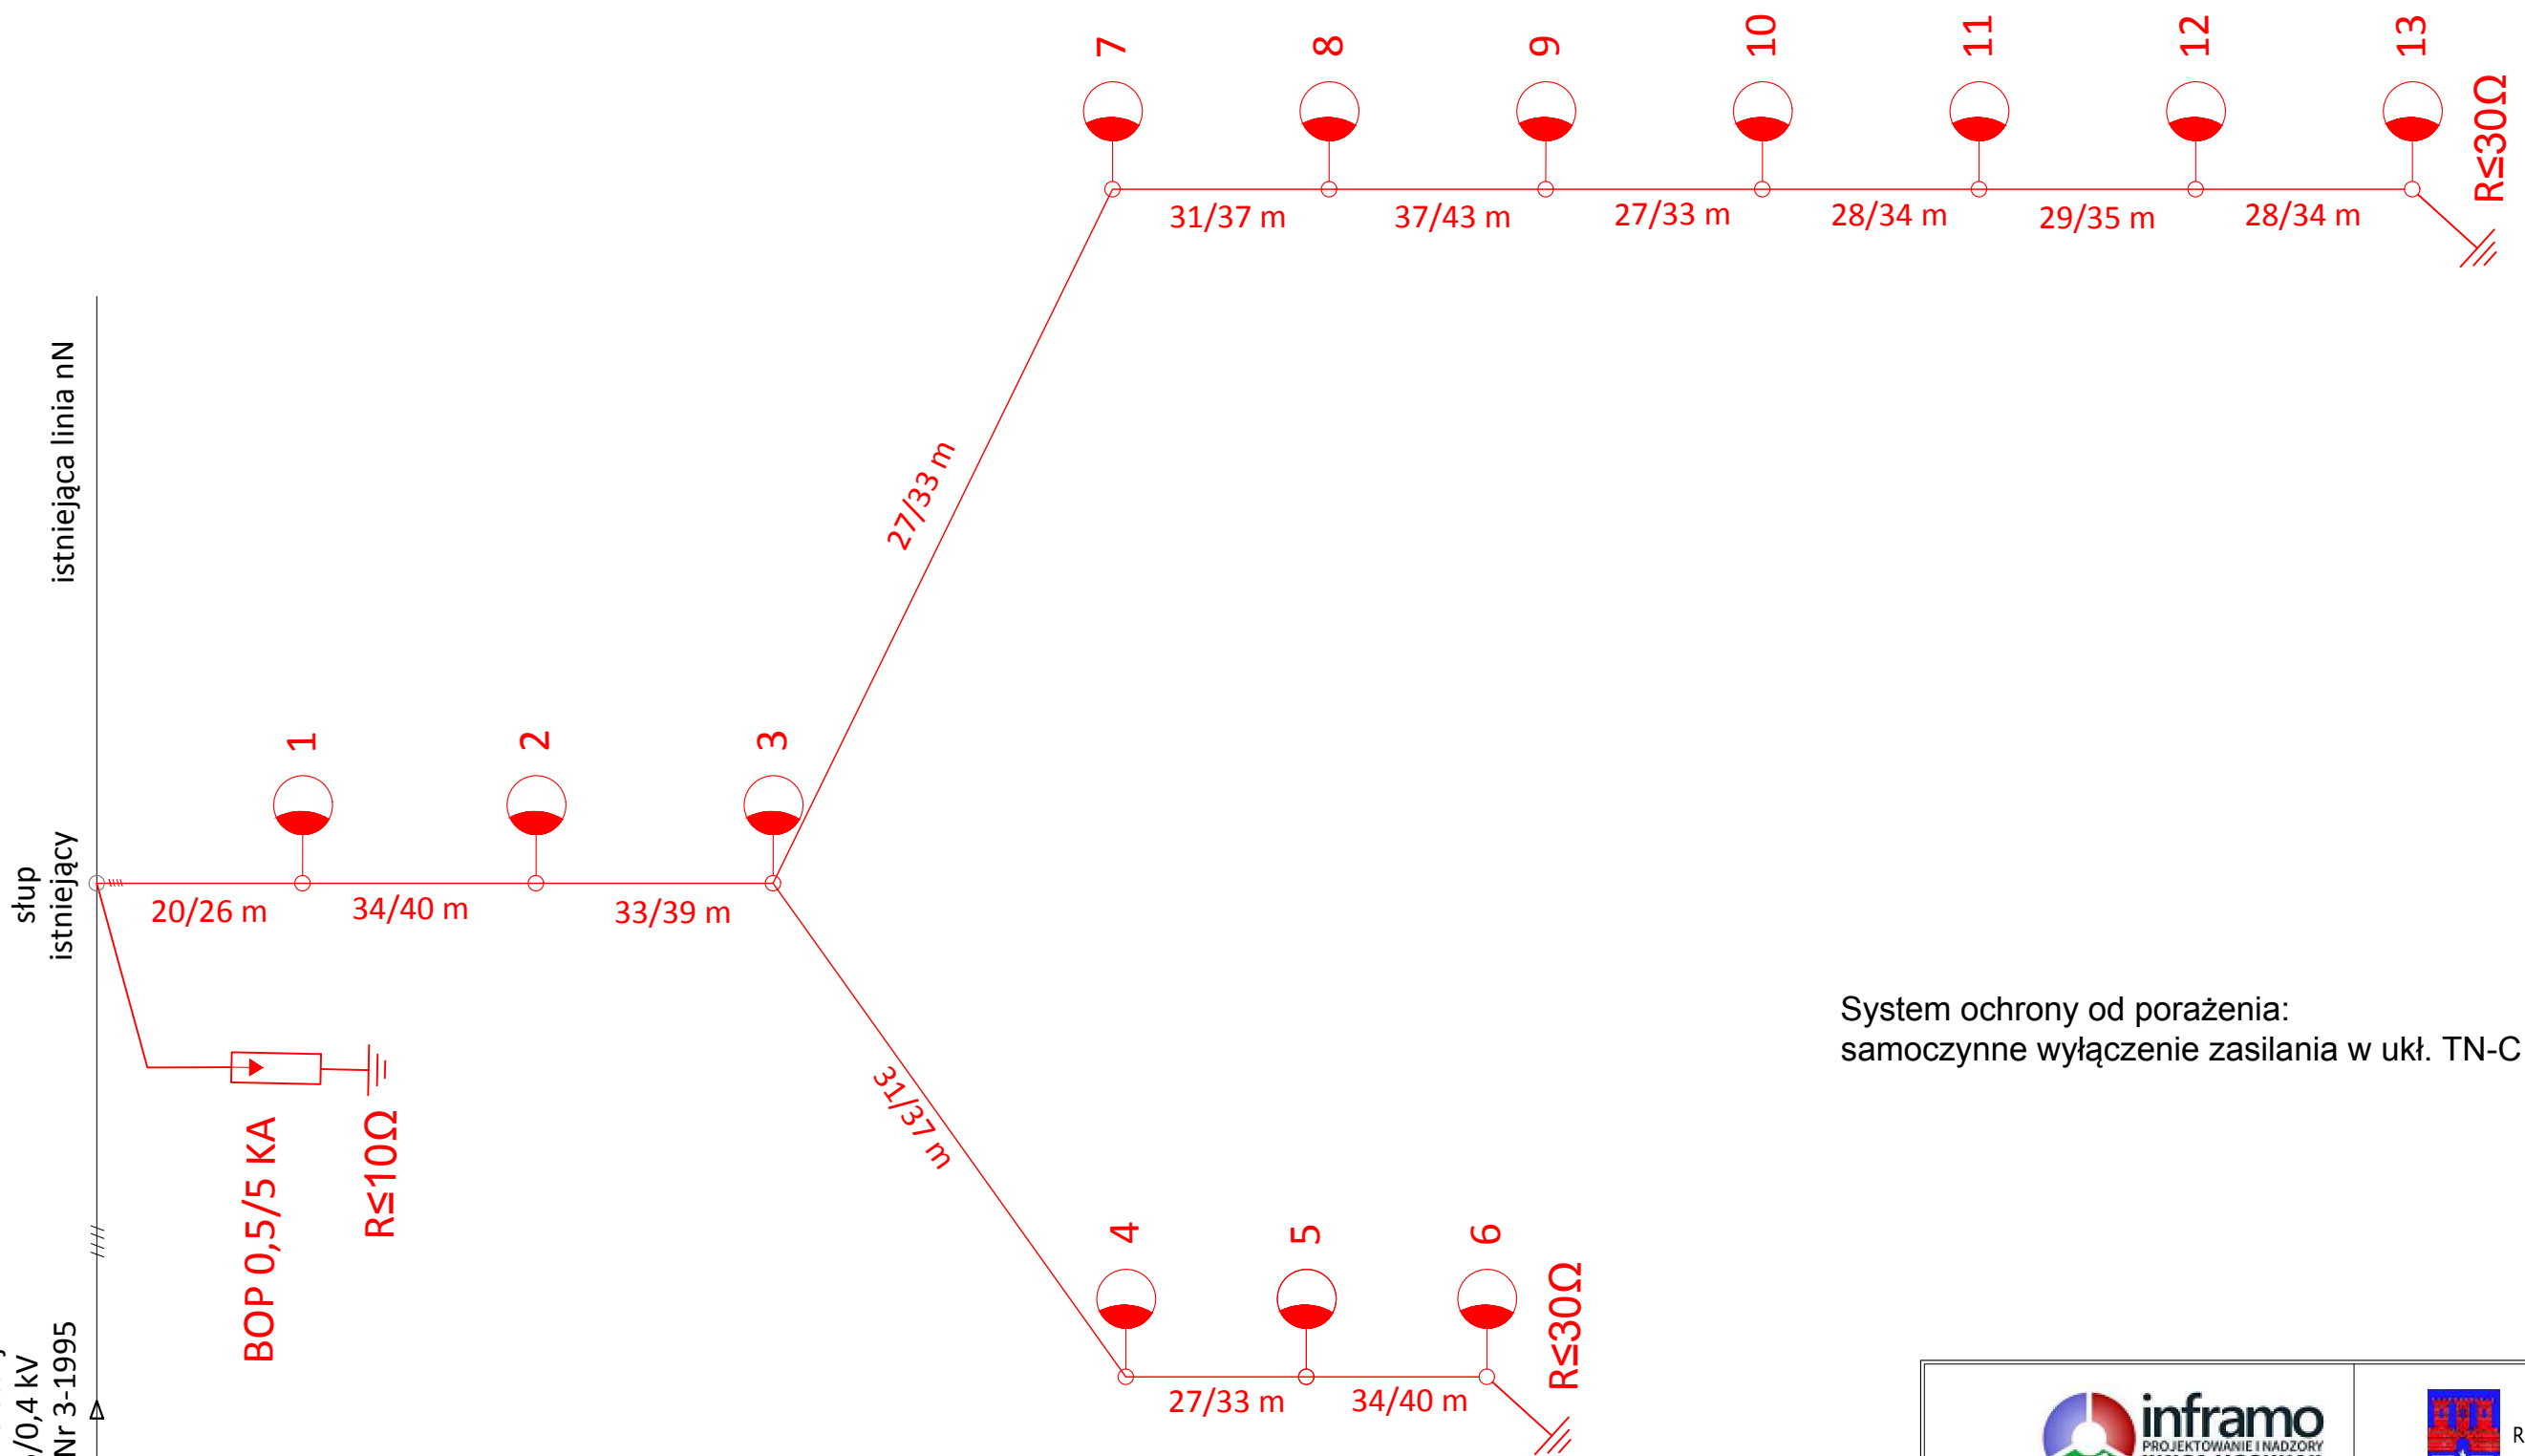 7
8
9
10
11
12
13
R≤30Ω
31/37 m
37/43 m
27/33 m
28/34 m
29/35 m
28/34 m
istniejąca linia nN
27/33 m
1
2
3
słup
istniejący
20/26 m
34/40 m
33/39 m
BOP 0,5/5 KA
R≤10Ω
31/37 m
System ochrony od porażenia:
samoczynne wyłączenie zasilania w ukł. TN-C
4
5
6
R≤30Ω
27/33 m
34/40 m
/0,4 kV
Nr 3-1995
inframo
PROJEKTOWANIE I NADZORY
R